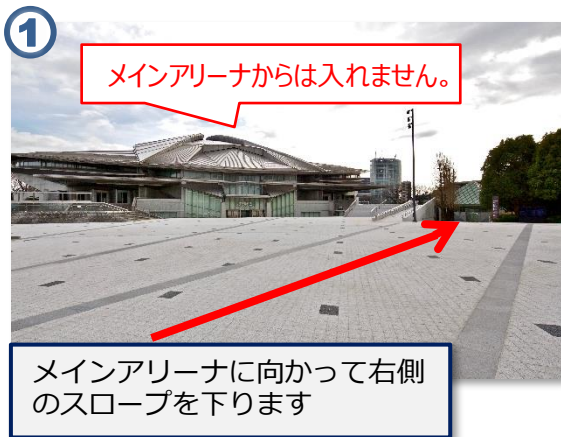 ①
メインアリーナからは入れません。
メインアリーナに向かって右側
のスロープを下ります